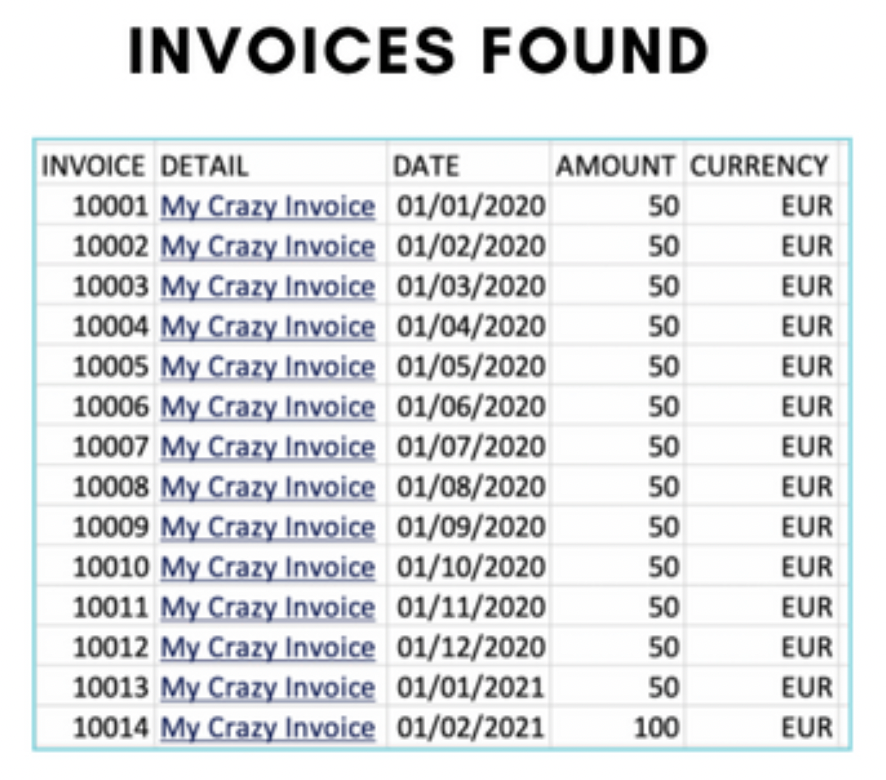 INVOICES FOUND
INVOICE DETAIL DATE AMOUNT CURRENCY
10001 My Crazy Invoice 01/01/2020 50 EUR
10002 My Crazy Invoice 01/02/2020 50 EUR
10003 My Crazy Invoice 01/03/2020 50 EUR
10004 My Crazy Invoice 01/04/2020 50 EUR
10005 My Crazy Invoice 01/05/2020 50 EUR
10006 My Crazy Invoice 01/06/2020 50 EUR
10007 My Crazy Invoice 01/07/2020 50 EUR
10008 My Crazy Invoice 01/08/2020 50 EUR
10009 My Crazy Invoice 01/09/2020 50 EUR
10010 My Crazy Invoice 01/10/2020 50 EUR
10011 My Crazy Invoice 01/11/2020 50 EUR
10012 My Crazy Invoice 01/12/2020 50 EUR
10013 My Crazy Invoice 01/01/2021 50 EUR
10014 My Crazy Invoice 01/02/2021 100 EUR